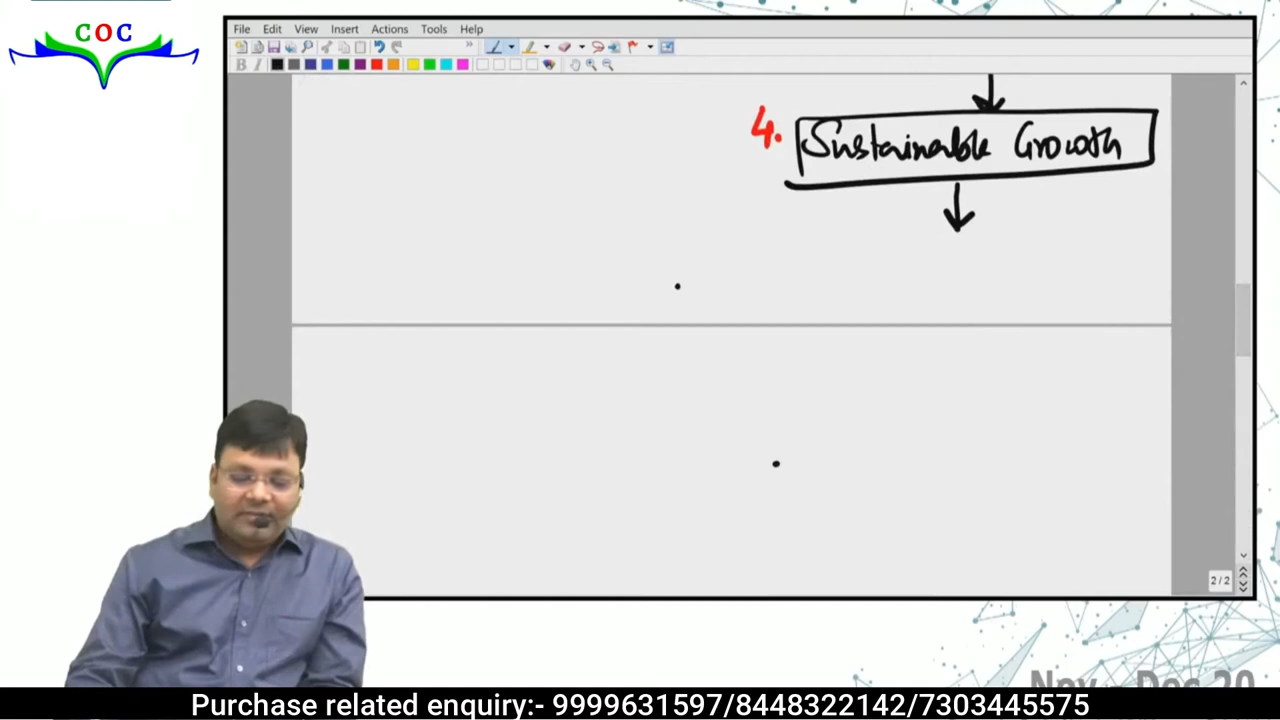 COC
File Edit View Insert Actions Tools Help
B I
4. Sustainable Growth
2 / 2
Purchase related enquiry:- 9999631597/8448322142/7303445575